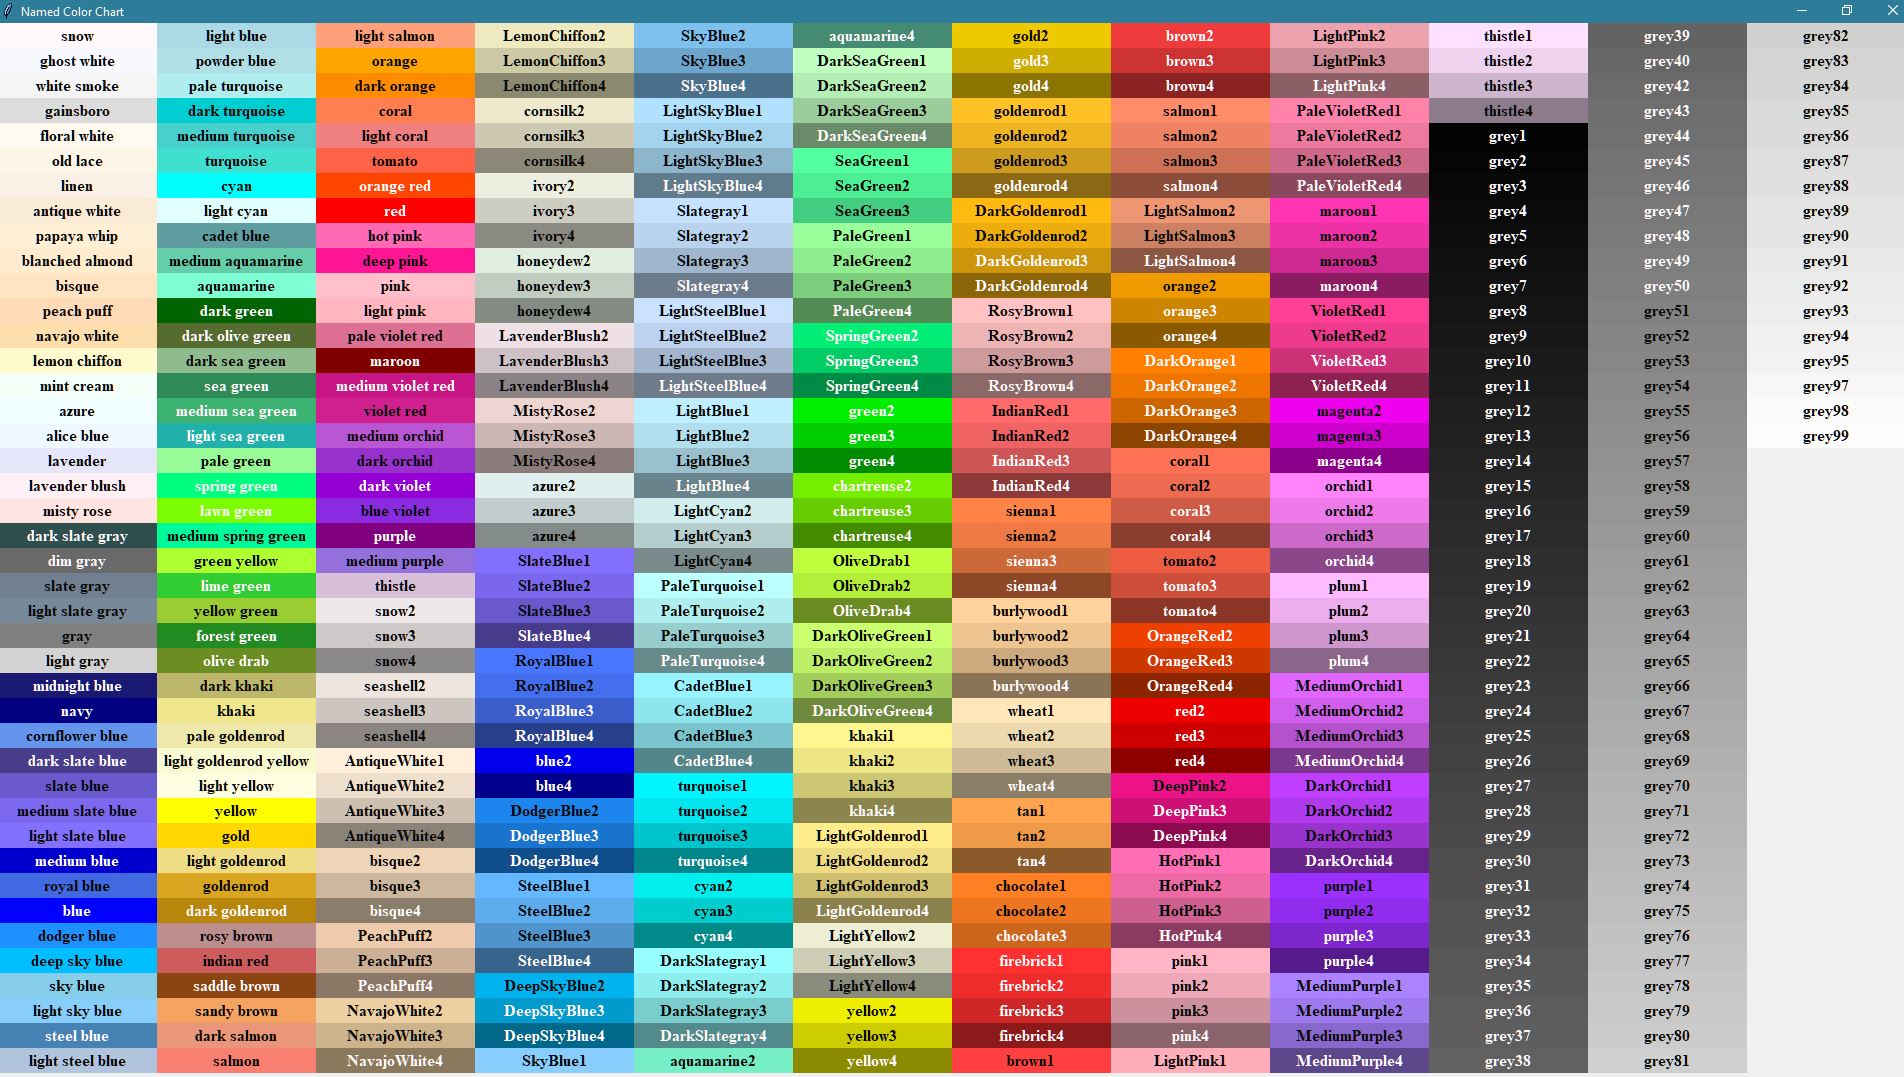 Named Color Chart
snow
ghost white
white smoke
gainsboro
floral white
old lace
linen
antique white
papaya whip
blanched almond
bisque
peach puff
navajo white
lemon chiffon
mint cream
azure
alice blue
lavender
lavender blush
misty rose
dark slate gray
dim gray
slate gray
light slate gray
gray
light gray
midnight blue
navy
cornflower blue
dark slate blue
slate blue
medium slate blue
light slate blue
medium blue
royal blue
blue
dodger blue
deep sky blue
sky blue
light sky blue
steel blue
light steel blue
light blue
powder blue
pale turquoise
dark turquoise
medium turquoise
turquoise
cyan
light cyan
cadet blue
medium aquamarine
aquamarine
dark green
dark olive green
dark sea green
sea green
medium sea green
light sea green
pale green
spring green
lawn green
medium spring green
green yellow
lime green
yellow green
forest green
olive drab
dark khaki
khaki
pale goldenrod
light goldenrod yellow
light yellow
yellow
gold
light goldenrod
goldenrod
dark goldenrod
rosy brown
indian red
saddle brown
sandy brown
dark salmon
salmon
light salmon
orange
dark orange
coral
light coral
tomato
orange red
red
hot pink
deep pink
pink
light pink
pale violet red
maroon
medium violet red
violet red
medium orchid
dark orchid
dark violet
blue violet
purple
medium purple
thistle
snow2
snow3
snow4
seashell2
seashell3
seashell4
AntiqueWhite1
AntiqueWhite2
AntiqueWhite3
AntiqueWhite4
bisque2
bisque3
bisque4
PeachPuff2
PeachPuff3
PeachPuff4
NavajoWhite2
NavajoWhite3
NavajoWhite4
LemonChiffon2
LemonChiffon3
LemonChiffon4
cornsilk2
cornsilk3
cornsilk4
ivory2
ivory3
ivory4
honeydew2
honeydew3
honeydew4
LavenderBlush2
LavenderBlush3
LavenderBlush4
MistyRose2
MistyRose3
MistyRose4
azure2
azure3
azure4
SlateBlue1
SlateBlue2
SlateBlue3
SlateBlue4
RoyalBlue1
RoyalBlue2
RoyalBlue3
RoyalBlue4
blue2
blue4
DodgerBlue2
DodgerBlue3
DodgerBlue4
SteelBlue1
SteelBlue2
SteelBlue3
SteelBlue4
DeepSkyBlue2
DeepSkyBlue3
DeepSkyBlue4
SkyBlue1
SkyBlue2
SkyBlue3
SkyBlue4
LightSkyBlue1
LightSkyBlue2
LightSkyBlue3
LightSkyBlue4
Slategray1
Slategray2
Slategray3
Slategray4
LightSteelBlue1
LightSteelBlue2
LightSteelBlue3
LightSteelBlue4
LightBlue1
LightBlue2
LightBlue3
LightBlue4
LightCyan2
LightCyan3
LightCyan4
PaleTurquoise1
PaleTurquoise2
PaleTurquoise3
PaleTurquoise4
CadetBlue1
CadetBlue2
CadetBlue3
CadetBlue4
turquoise1
turquoise2
turquoise3
turquoise4
cyan2
cyan3
cyan4
DarkSlategray1
DarkSlategray2
DarkSlategray3
DarkSlategray4
aquamarine2
aquamarine4
DarkSeaGreen1
DarkSeaGreen2
DarkSeaGreen3
DarkSeaGreen4
SeaGreen1
SeaGreen2
SeaGreen3
PaleGreen1
PaleGreen2
PaleGreen3
PaleGreen4
SpringGreen2
SpringGreen3
SpringGreen4
green2
green3
green4
chartreuse2
chartreuse3
chartreuse4
OliveDrab1
OliveDrab2
OliveDrab4
DarkOliveGreen1
DarkOliveGreen2
DarkOliveGreen3
DarkOliveGreen4
khaki1
khaki2
khaki3
khaki4
LightGoldenrod1
LightGoldenrod2
LightGoldenrod3
LightGoldenrod4
LightYellow2
LightYellow3
LightYellow4
yellow2
yellow3
yellow4
gold2
gold3
gold4
goldenrod1
goldenrod2
goldenrod3
goldenrod4
DarkGoldenrod1
DarkGoldenrod2
DarkGoldenrod3
DarkGoldenrod4
RosyBrown1
RosyBrown2
RosyBrown3
RosyBrown4
IndianRed1
IndianRed2
IndianRed3
IndianRed4
sienna1
sienna2
sienna3
sienna4
burlywood1
burlywood2
burlywood3
burlywood4
wheat1
wheat2
wheat3
wheat4
tan1
tan2
tan4
chocolate1
chocolate2
chocolate3
firebrick1
firebrick2
firebrick3
firebrick4
brown1
brown2
brown3
brown4
salmon1
salmon2
salmon3
salmon4
LightSalmon2
LightSalmon3
LightSalmon4
orange2
orange3
orange4
DarkOrange1
DarkOrange2
DarkOrange3
DarkOrange4
coral1
coral2
coral3
coral4
tomato2
tomato3
tomato4
OrangeRed2
OrangeRed3
OrangeRed4
red2
red3
red4
DeepPink2
DeepPink3
DeepPink4
HotPink1
HotPink2
HotPink3
HotPink4
pink1
pink2
pink3
pink4
LightPink1
LightPink2
LightPink3
LightPink4
PaleVioletRed1
PaleVioletRed2
PaleVioletRed3
PaleVioletRed4
maroon1
maroon2
maroon3
maroon4
VioletRed1
VioletRed2
VioletRed3
VioletRed4
magenta2
magenta3
magenta4
orchid1
orchid2
orchid3
orchid4
plum1
plum2
plum3
plum4
MediumOrchid1
MediumOrchid2
MediumOrchid3
MediumOrchid4
DarkOrchid1
DarkOrchid2
DarkOrchid3
DarkOrchid4
purple1
purple2
purple3
purple4
MediumPurple1
MediumPurple2
MediumPurple3
MediumPurple4
thistle1
thistle2
thistle3
thistle4
grey1
grey2
grey3
grey4
grey5
grey6
grey7
grey8
grey9
grey10
grey11
grey12
grey13
grey14
grey15
grey16
grey17
grey18
grey19
grey20
grey21
grey22
grey23
grey24
grey25
grey26
grey27
grey28
grey29
grey30
grey31
grey32
grey33
grey34
grey35
grey36
grey37
grey38
grey39
grey40
grey42
grey43
grey44
grey45
grey46
grey47
grey48
grey49
grey50
grey51
grey52
grey53
grey54
grey55
grey56
grey57
grey58
grey59
grey60
grey61
grey62
grey63
grey64
grey65
grey66
grey67
grey68
grey69
grey70
grey71
grey72
grey73
grey74
grey75
grey76
grey77
grey78
grey79
grey80
grey81
grey82
grey83
grey84
grey85
grey86
grey87
grey88
grey89
grey90
grey91
grey92
grey93
grey94
grey95
grey97
grey98
grey99